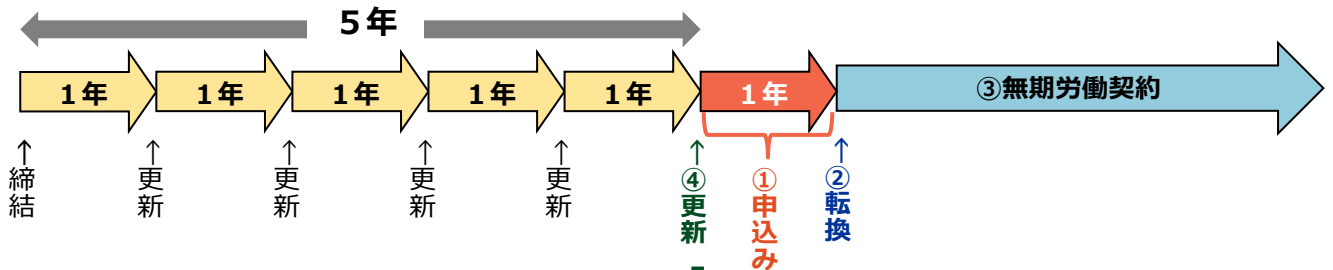 ５年
１年
１年
１年
１年
１年
１年
③無期労働契約
↑締結
↑更新
↑更新
↑更新
↑更新
↑④更新
↑②転換
①申込み